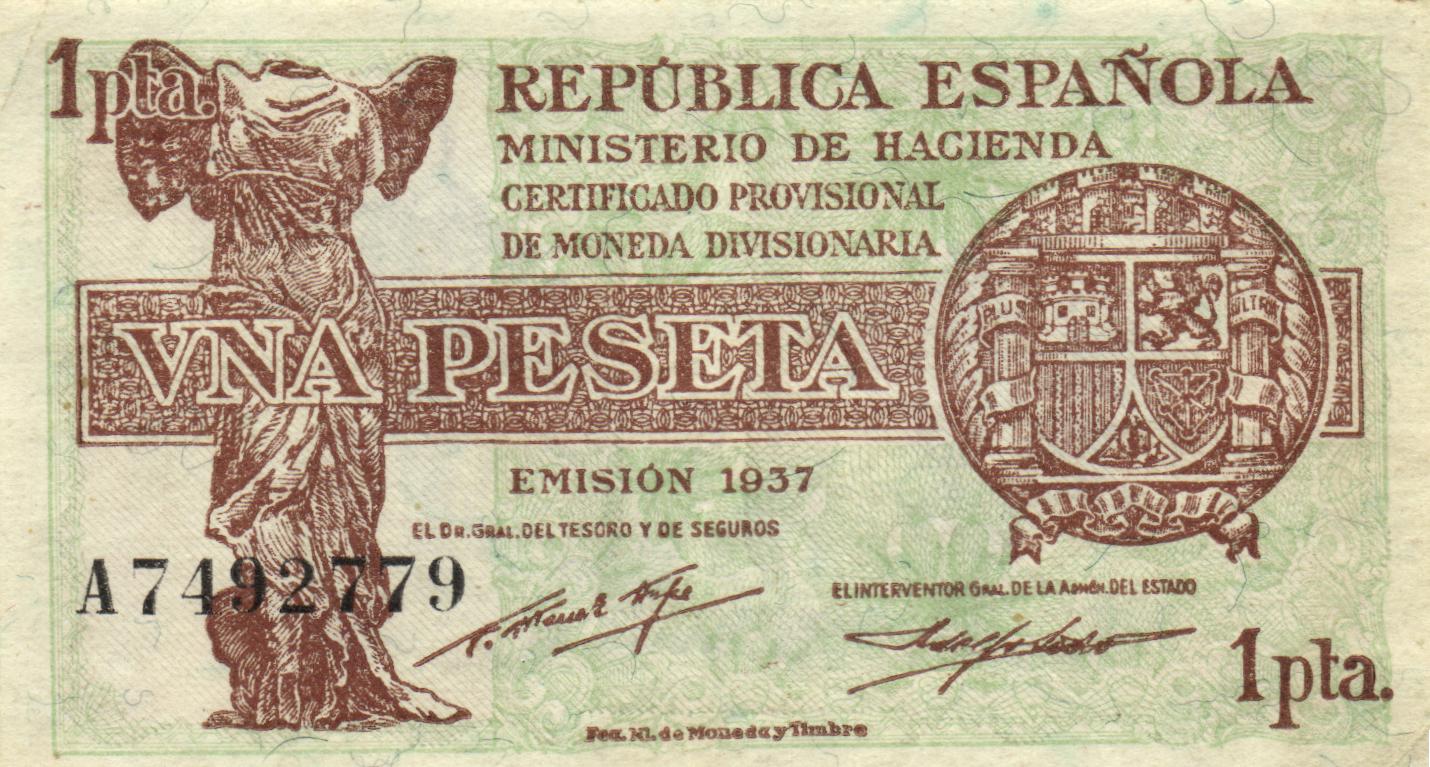 1pta.
REPÚBLICA ESPAÑOLA
MINISTERIO DE HACIENDA
CERTIFICADO PROVISIONAL
DE MONEDA DIVISIONARIA
VNA PESETA
PLUS ULTRA
EMISIÓN 1937
EL DR. GRAL. DEL TESORO Y DE SEGUROS
A7492779
EL INTERVENTOR GRAL. DE LA ADMÓN. DEL ESTADO
1pta.
Fca. Nl. de Moneda y Timbre